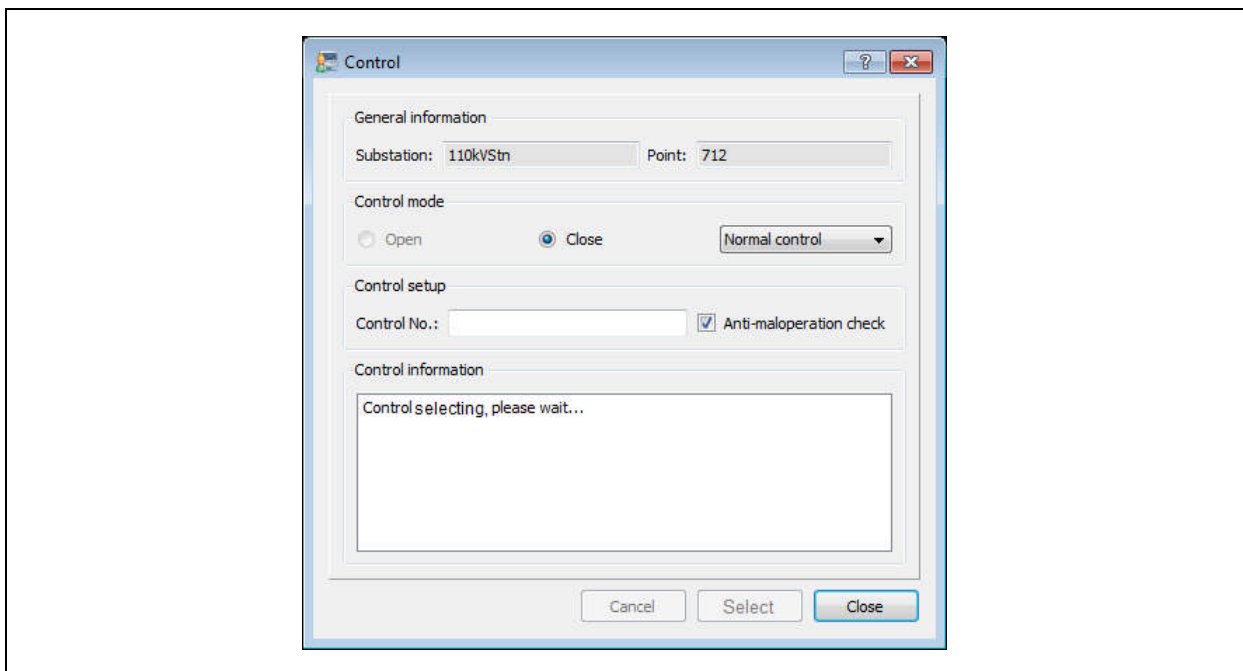 Control
General information
Substation: 110kVStn Point: 712
Control mode
Open Close Normal control
Control setup
Control No.: Anti-maloperation check
Control information
Control selecting, please wait...
Cancel Select Close